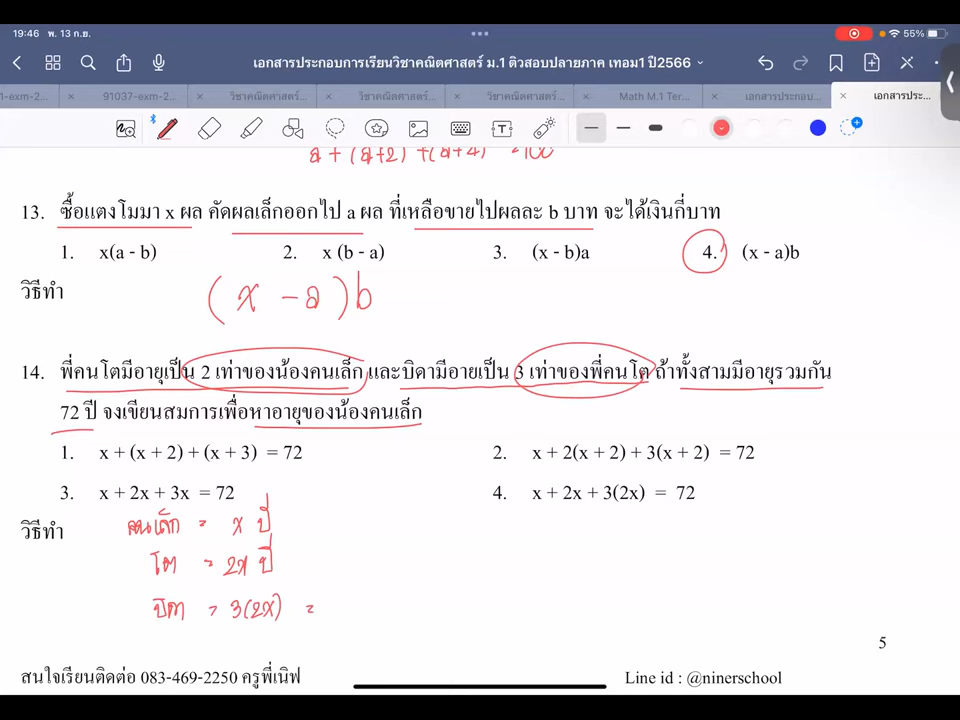 19:46 พ. 13 ก.ย. 55%
เอกสารประกอบการเรียนวิชาคณิตศาสตร์ ม.1 ติวสอบปลายภาค เทอม1 ปี2566
1-exm-2... 91037-exm-2... วิชาคณิตศาสตร์... วิชาคณิตศาสตร์... วิชาคณิตศาสตร์... Math M.1 Ter... เอกสารประกอบ... เอกสารประ...
a + (a+2) + (a+4) = 100
13. ซื้อแตงโมมา x ผล คัดผลเล็กออกไป a ผล ที่เหลือขายไปผลละ b บาท จะได้เงินกี่บาท
1. x(a - b) 2. x (b - a) 3. (x - b)a 4. (x - a)b
วิธีทำ (x - a)b
14. พี่คนโตมีอายุเป็น 2 เท่าของน้องคนเล็ก และบิดามีอายเป็น 3 เท่าของพี่คนโต ถ้าทั้งสามมีอายุรวมกัน
72 ปี จงเขียนสมการเพื่อหาอายุของน้องคนเล็ก
1. x + (x + 2) + (x + 3) = 72 2. x + 2(x + 2) + 3(x + 2) = 72
3. x + 2x + 3x = 72 4. x + 2x + 3(2x) = 72
วิธีทำ คนเล็ก = x ปี
โต = 2x ปี
บิดา = 3(2x) =
5
สนใจเรียนติดต่อ 083-469-2250 ครูพี่เนิฟ Line id : @ninerschool